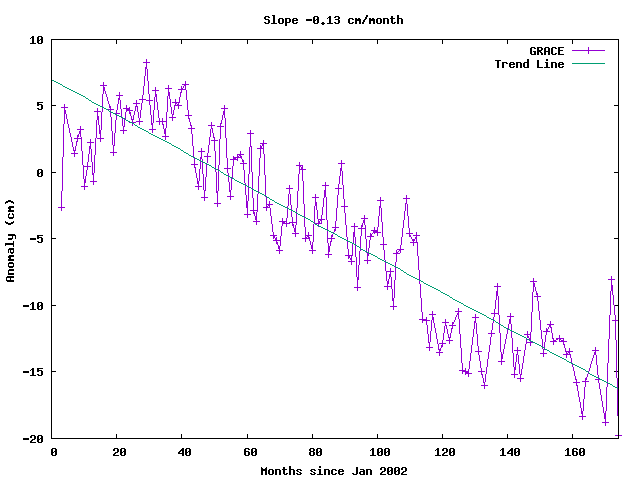 Slope -0.13 cm/month
GRACE
Trend Line
10
5
0
-5
-10
-15
-20
Anomaly (cm)
0 20 40 60 80 100 120 140 160
Months since Jan 2002